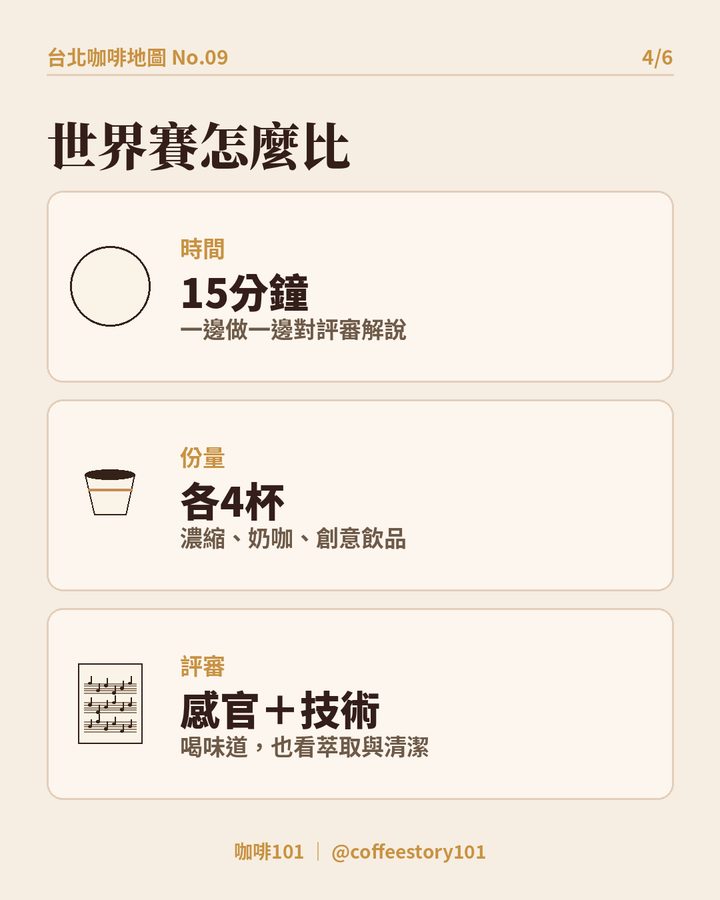 台北咖啡地圖 No.09
4/6
世界賽怎麼比
時間
15分鐘
一邊做一邊對評審解說
份量
各4杯
濃縮、奶咖、創意飲品
評審
感官＋技術
喝味道，也看萃取與清潔
咖啡101｜@coffeestory101